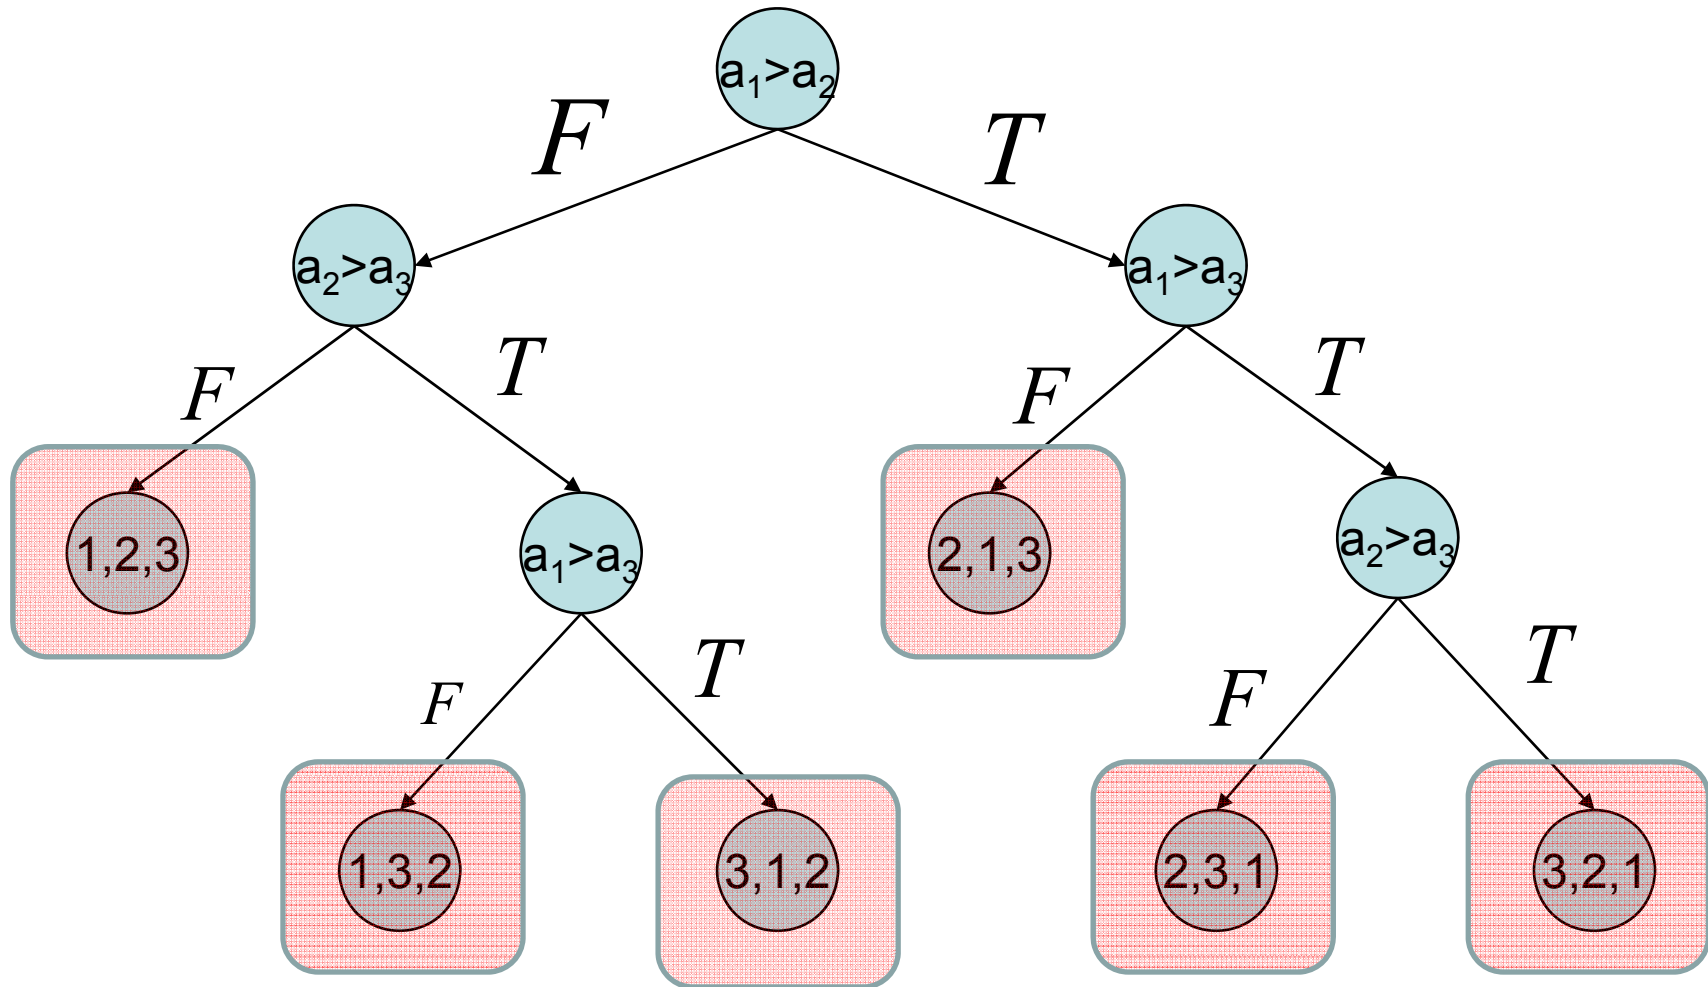 a₁>a₂
F
T
a₂>a₃
a₁>a₃
F
T
F
T
1,2,3
a₁>a₃
2,1,3
a₂>a₃
F
T
F
T
1,3,2
3,1,2
2,3,1
3,2,1